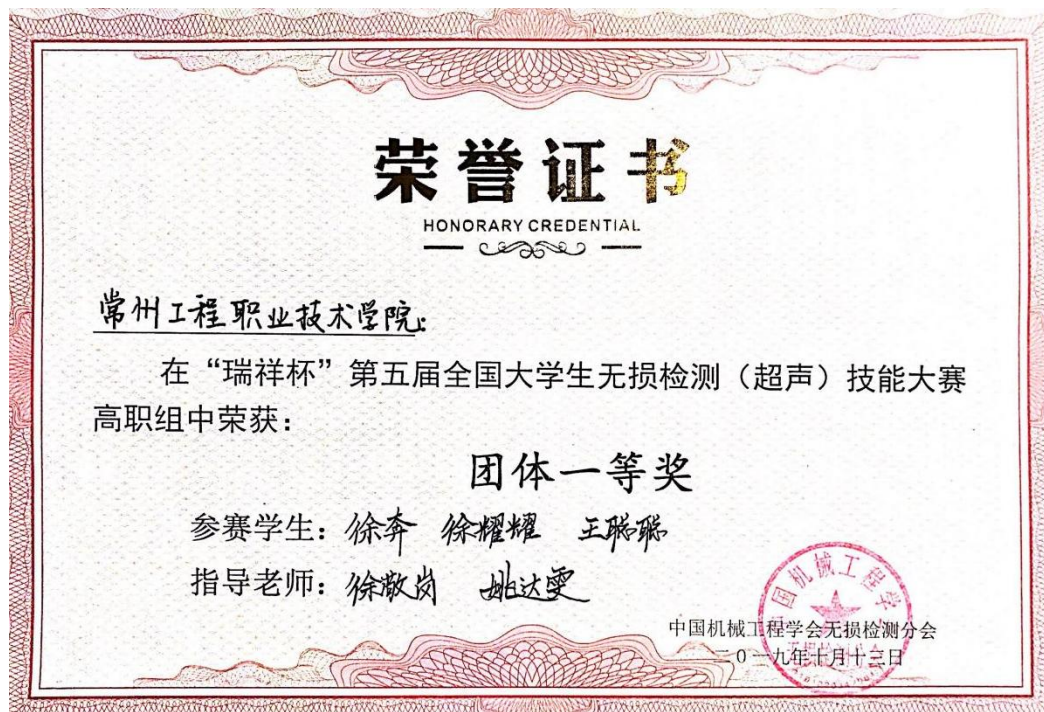 荣誉证书
HONORARY CREDENTIAL
常州工程职业技术学院:
在“瑞祥杯”第五届全国大学生无损检测（超声）技能大赛
高职组中荣获：
团体一等奖
参赛学生：徐奔 徐耀耀 王聪聪
指导老师：徐敢岗 姚达雯
中国机械工程学会无损检测分会
二0一九年十月十三日